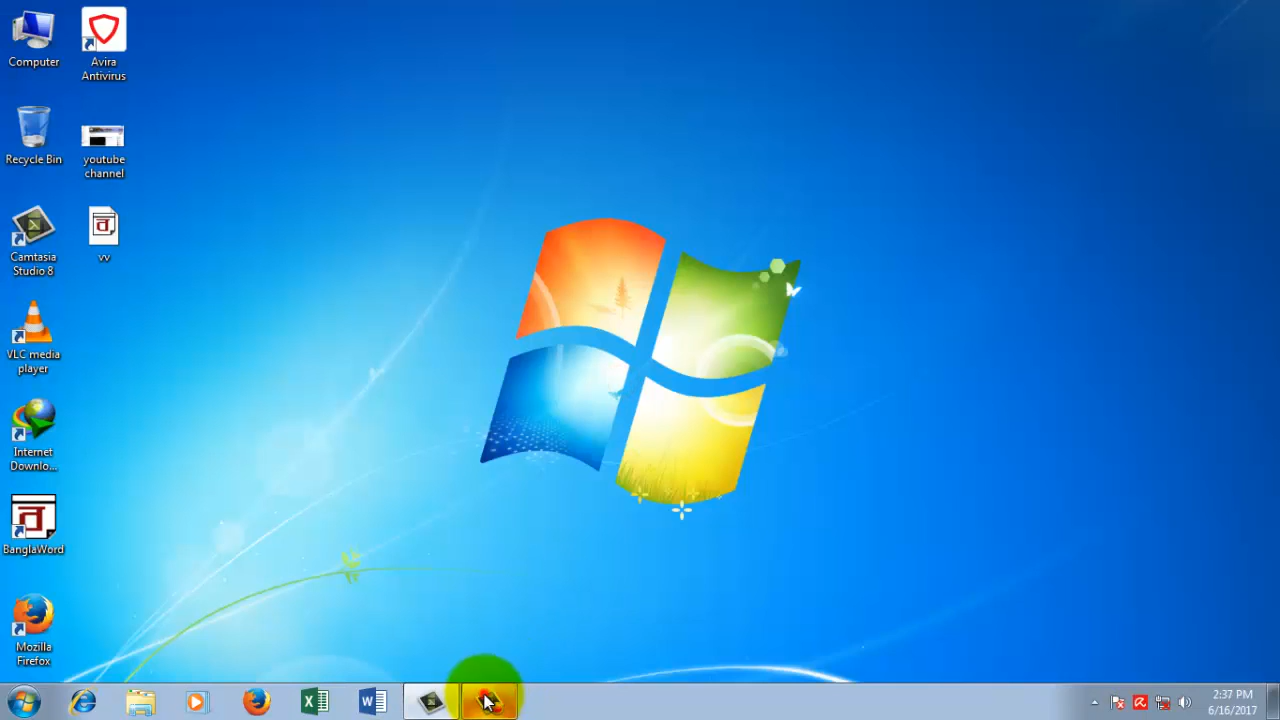 Computer
Avira
Antivirus
Recycle Bin
youtube
channel
Camtasia
Studio 8
vv
VLC media
player
Internet
Downlo...
BanglaWord
Mozilla
Firefox
2:37 PM
6/16/2017